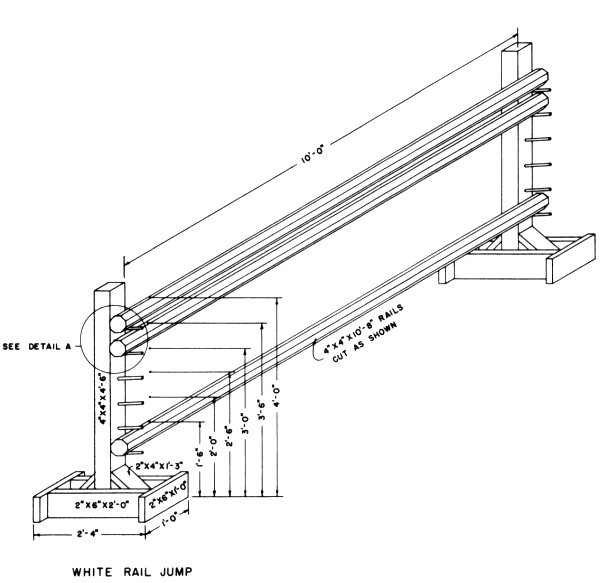 10'-0"
SEE DETAIL A
4"X4"X4'-6"
4"X4"X10'-8" RAILS
CUT AS SHOWN
1'-6"
2'-0"
2'-6"
3'-0"
3'-6"
4'-0"
2"X4"X1'-3"
2"X6"X2'-0"
2"X6"X1'-0"
2'-4"
1'-0"
WHITE RAIL JUMP